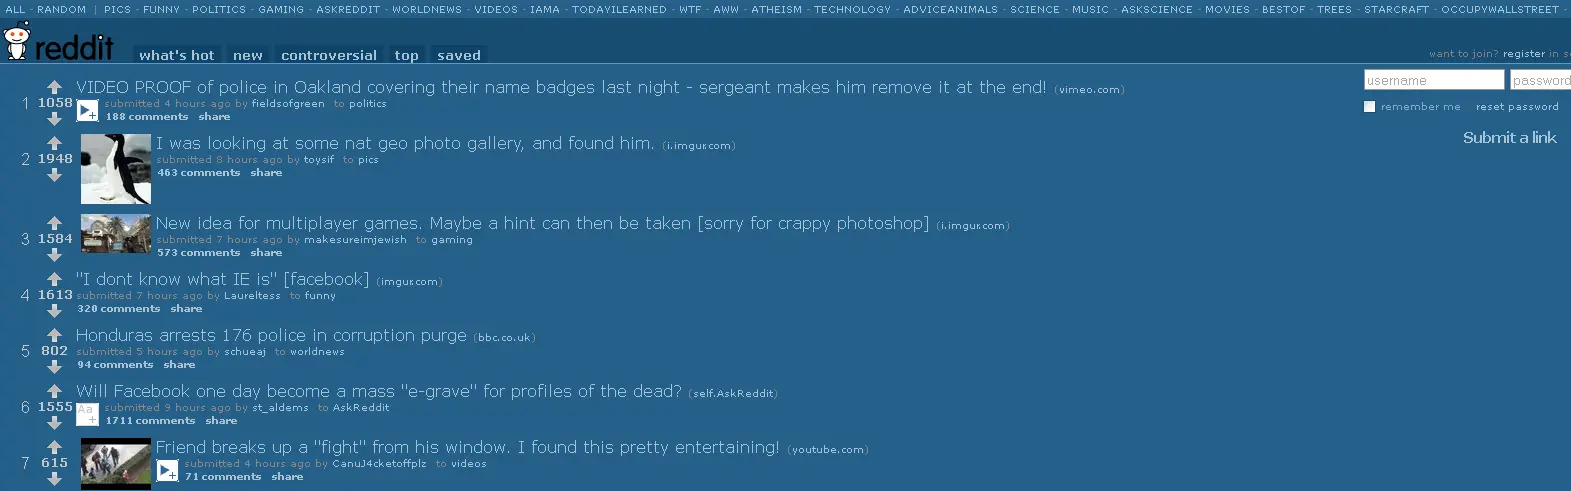 ALL - RANDOM | PICS - FUNNY - POLITICS - GAMING - ASKREDDIT - WORLDNEWS - VIDEOS - IAMA - TODAYILEARNED - WTF - AWW - ATHEISM - TECHNOLOGY - ADVICEANIMALS - SCIENCE - MUSIC - ASKSCIENCE - MOVIES - BESTOF - TREES - STARCRAFT - OCCUPYWALLSTREET -
reddit what's hot new controversial top saved
want to join? register in
username password
remember me reset password
Submit a link
VIDEO PROOF of police in Oakland covering their name badges last night - sergeant makes him remove it at the end! (vimeo.com)
1 1058 submitted 4 hours ago by fieldsofgreen to politics
188 comments share
I was looking at some nat geo photo gallery, and found him. (i.imgur.com)
2 1948 submitted 8 hours ago by toysif to pics
463 comments share
New idea for multiplayer games. Maybe a hint can then be taken [sorry for crappy photoshop] (i.imgur.com)
3 1584 submitted 7 hours ago by makesureimjewish to gaming
573 comments share
"I dont know what IE is" [facebook] (imgur.com)
4 1613 submitted 7 hours ago by Laureltess to funny
320 comments share
Honduras arrests 176 police in corruption purge (bbc.co.uk)
5 802 submitted 5 hours ago by schueaj to worldnews
94 comments share
Will Facebook one day become a mass "e-grave" for profiles of the dead? (self.AskReddit)
6 1555 Aa submitted 9 hours ago by st_aldems to AskReddit
1711 comments share
Friend breaks up a "fight" from his window. I found this pretty entertaining! (youtube.com)
7 615 submitted 4 hours ago by CanuJ4cketoffplz to videos
71 comments share